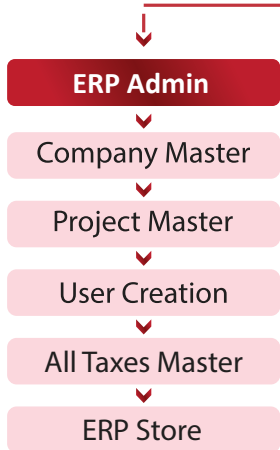 ERP Admin
Company Master
Project Master
User Creation
All Taxes Master
ERP Store